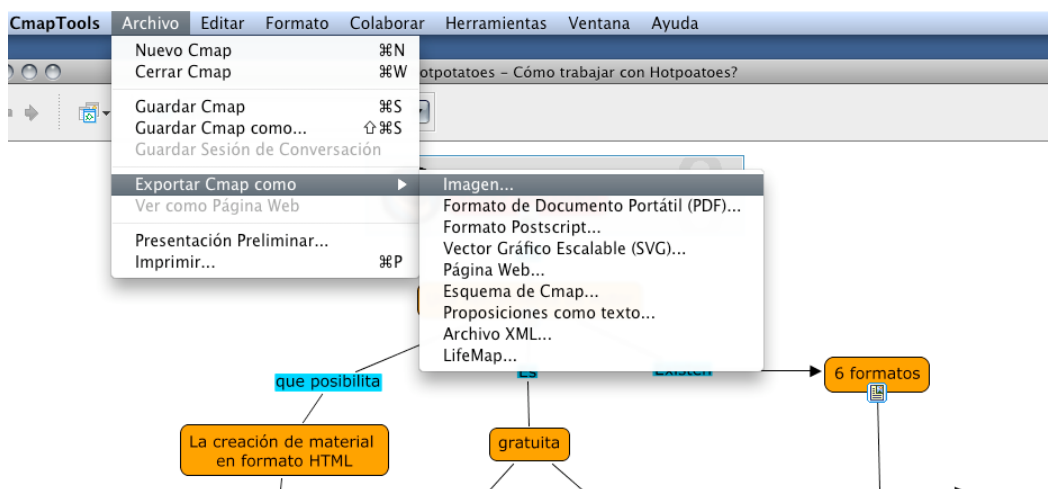 CmapTools Archivo Editar Formato Colaborar Herramientas Ventana Ayuda
otpotatoes – Cómo trabajar con Hotpoatoes?
Nuevo Cmap ⌘N
Cerrar Cmap ⌘W
Guardar Cmap ⌘S
Guardar Cmap como... ⇧⌘S
Guardar Sesión de Conversación
Exportar Cmap como
Ver como Página Web
Presentación Preliminar...
Imprimir... ⌘P
Imagen...
Formato de Documento Portátil (PDF)...
Formato Postscript...
Vector Gráfico Escalable (SVG)...
Página Web...
Esquema de Cmap...
Proposiciones como texto...
Archivo XML...
LifeMap...
que posibilita
Es
Existen
6 formatos
La creación de material
en formato HTML
gratuita